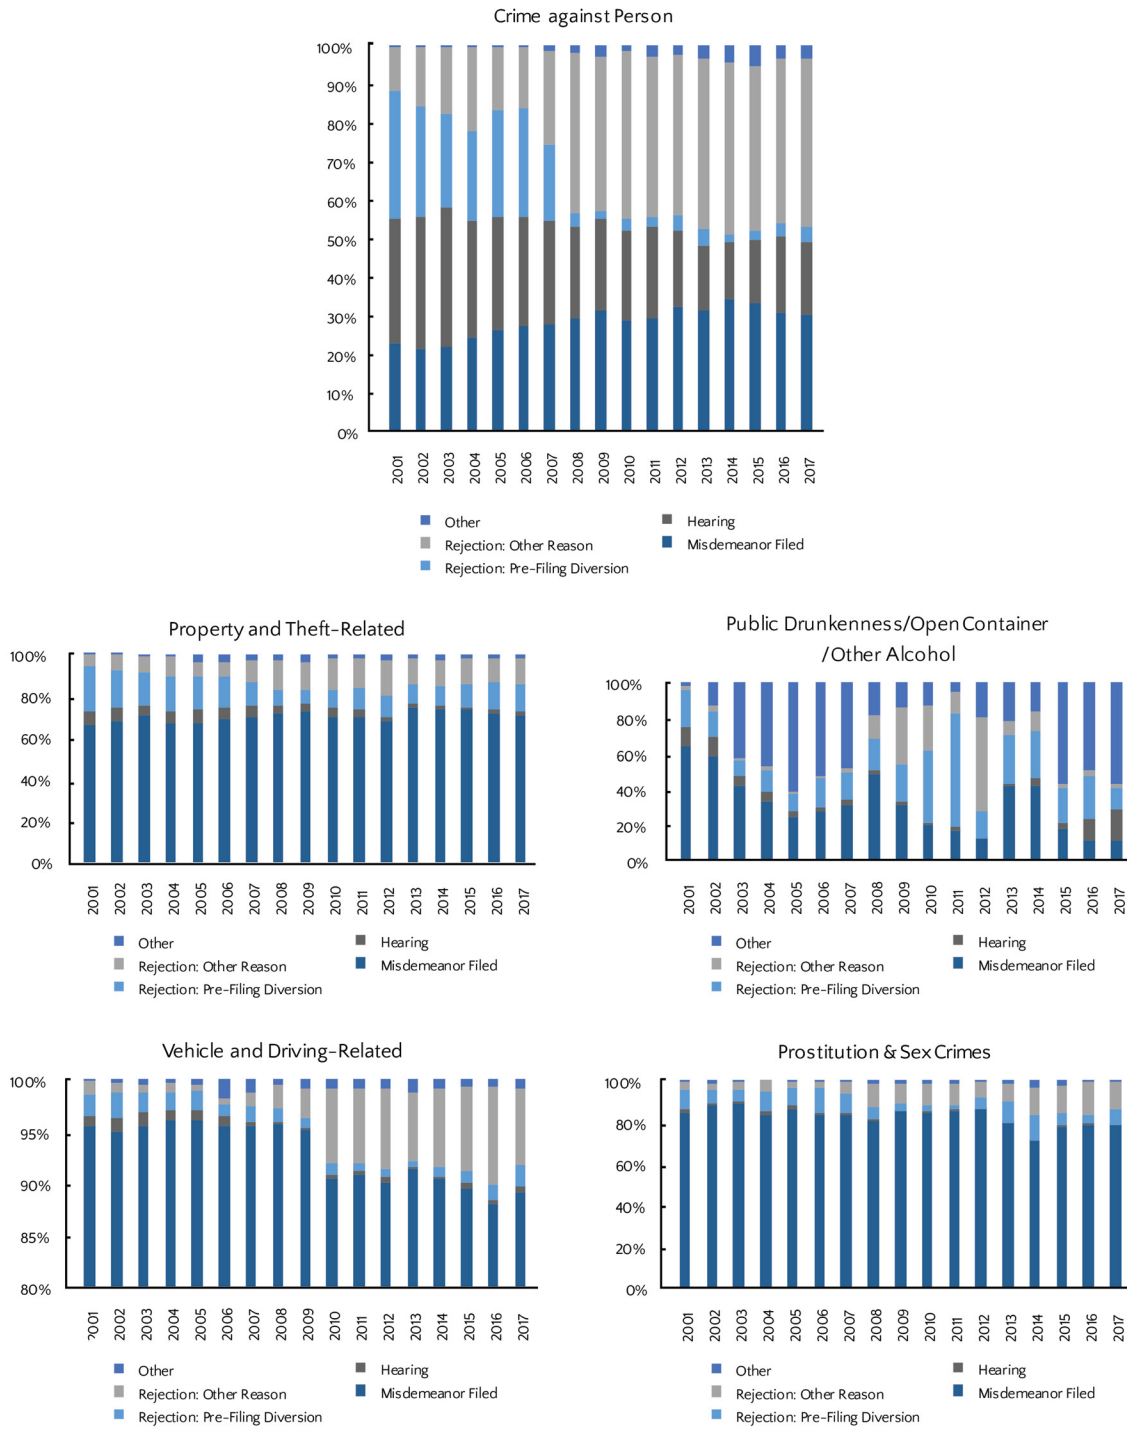 Crime against Person
100%
90%
80%
70%
60%
50%
40%
30%
20%
10%
0%
2001 2002 2003 2004 2005 2006 2007 2008 2009 2010 2011 2012 2013 2014 2015 2016 2017
Other Hearing
Rejection: Other Reason Misdemeanor Filed
Rejection: Pre-Filing Diversion
Property and Theft-Related
100%
80%
60%
40%
20%
0%
2001 2002 2003 2004 2005 2006 2007 2008 2009 2010 2011 2012 2013 2014 2015 2016 2017
Other Hearing
Rejection: Other Reason Misdemeanor Filed
Rejection: Pre-Filing Diversion
Public Drunkenness/Open Container
/Other Alcohol
100%
80%
60%
40%
20%
0%
2001 2002 2003 2004 2005 2006 2007 2008 2009 2010 2011 2012 2013 2014 2015 2016 2017
Other Hearing
Rejection: Other Reason Misdemeanor Filed
Rejection: Pre-Filing Diversion
Vehicle and Driving-Related
100%
95%
90%
85%
80%
2001 2002 2003 2004 2005 2006 2007 2008 2009 2010 2011 2012 2013 2014 2015 2016 2017
Other Hearing
Rejection: Other Reason Misdemeanor Filed
Rejection: Pre-Filing Diversion
Prostitution & Sex Crimes
100%
80%
60%
40%
20%
0%
2001 2002 2003 2004 2005 2006 2007 2008 2009 2010 2011 2012 2013 2014 2015 2016 2017
Other Hearing
Rejection: Other Reason Misdemeanor Filed
Rejection: Pre-Filing Diversion